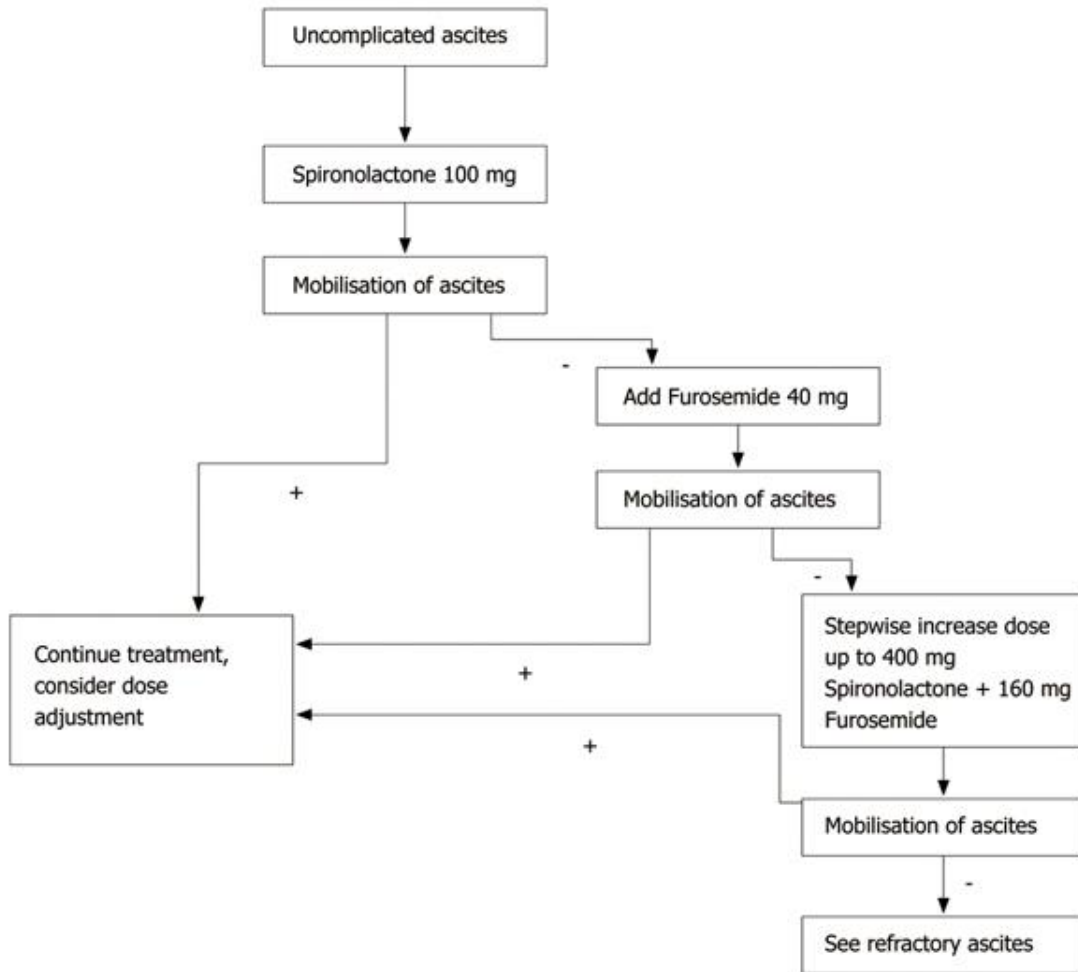 Uncomplicated ascites
Spironolactone 100 mg
Mobilisation of ascites
-
Add Furosemide 40 mg
+
Mobilisation of ascites
-
Continue treatment,
consider dose
adjustment
Stepwise increase dose
up to 400 mg
Spironolactone + 160 mg
Furosemide
+
+
Mobilisation of ascites
-
See refractory ascites